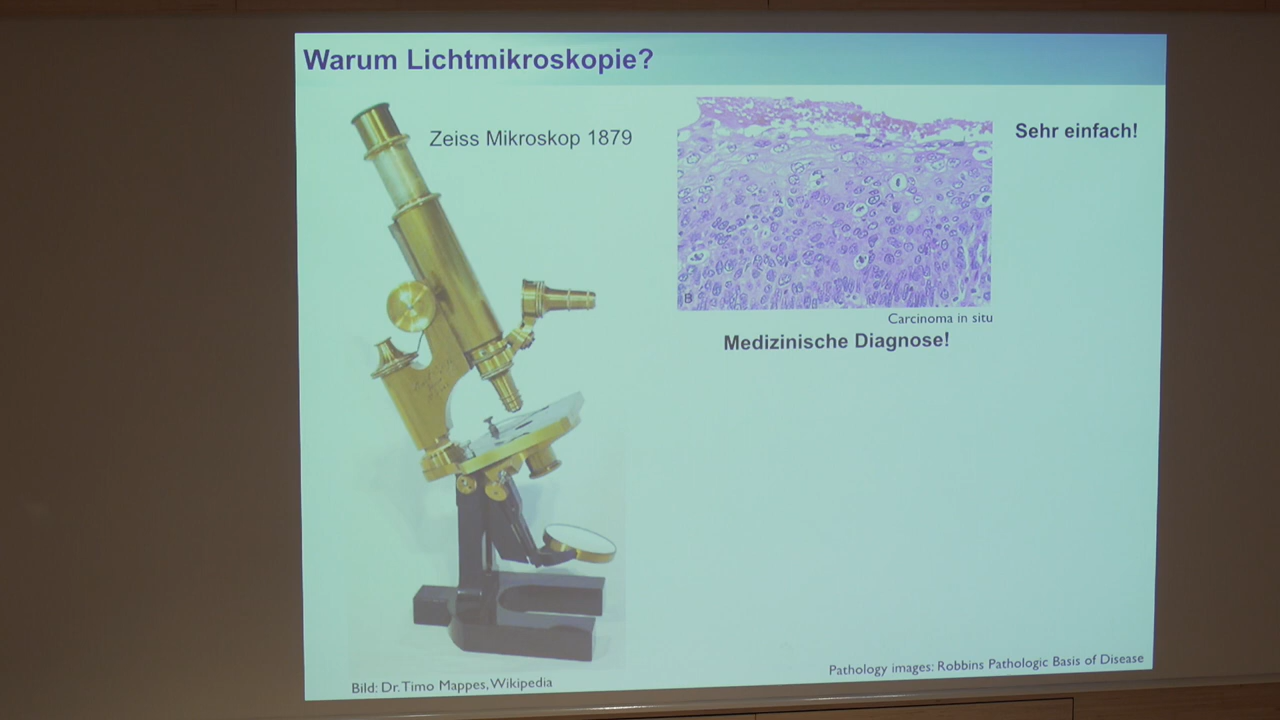 Warum Lichtmikroskopie?
Zeiss Mikroskop 1879
Sehr einfach!
B
Carcinoma in situ
Medizinische Diagnose!
Pathology images: Robbins Pathologic Basis of Disease
Bild: Dr. Timo Mappes, Wikipedia